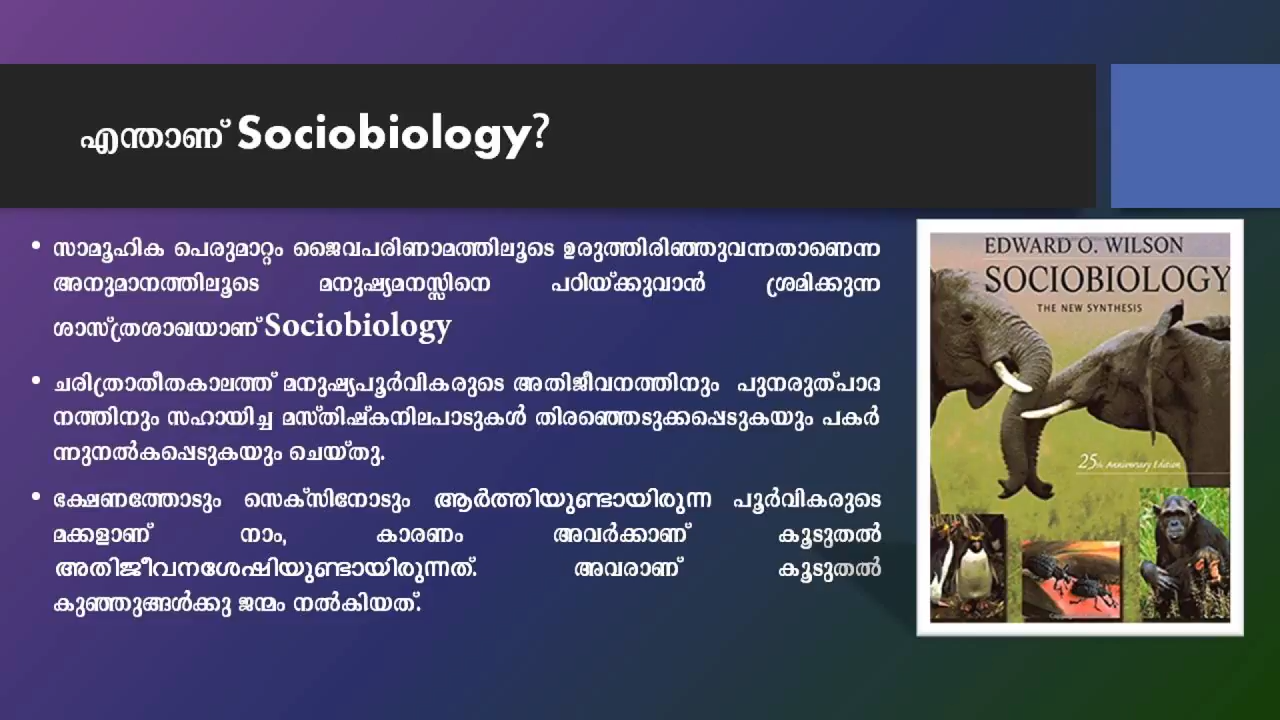 എന്താണ് Sociobiology?
• സാമൂഹിക പെരുമാറ്റം ജൈവപരിണാമത്തിലൂടെ ഉരുത്തിരിഞ്ഞുവന്നതാണെന്ന
അനുമാനത്തിലൂടെ മനുഷ്യമനസ്സിനെ പഠിയ്ക്കുവാൻ ശ്രമിക്കുന്ന
ശാസ്ത്രശാഖയാണ് Sociobiology
• ചരിത്രാതീതകാലത്ത് മനുഷ്യപൂർവികരുടെ അതിജീവനത്തിനും പുനരുത്പാദ
നത്തിനും സഹായിച്ച മസ്തിഷ്കനിലപാടുകൾ തിരഞ്ഞെടുക്കപ്പെടുകയും പകർ
ന്നുനൽകപ്പെടുകയും ചെയ്തു.
• ഭക്ഷണത്തോടും സെക്സിനോടും ആർത്തിയുണ്ടായിരുന്ന പൂർവികരുടെ
മക്കളാണ് നാം, കാരണം അവർക്കാണ് കൂടുതൽ
അതിജീവനശേഷിയുണ്ടായിരുന്നത്. അവരാണ് കൂടുതൽ
കുഞ്ഞുങ്ങൾക്കു ജന്മം നൽകിയത്.
EDWARD O. WILSON
SOCIOBIOLOGY
THE NEW SYNTHESIS
25th Anniversary Edition